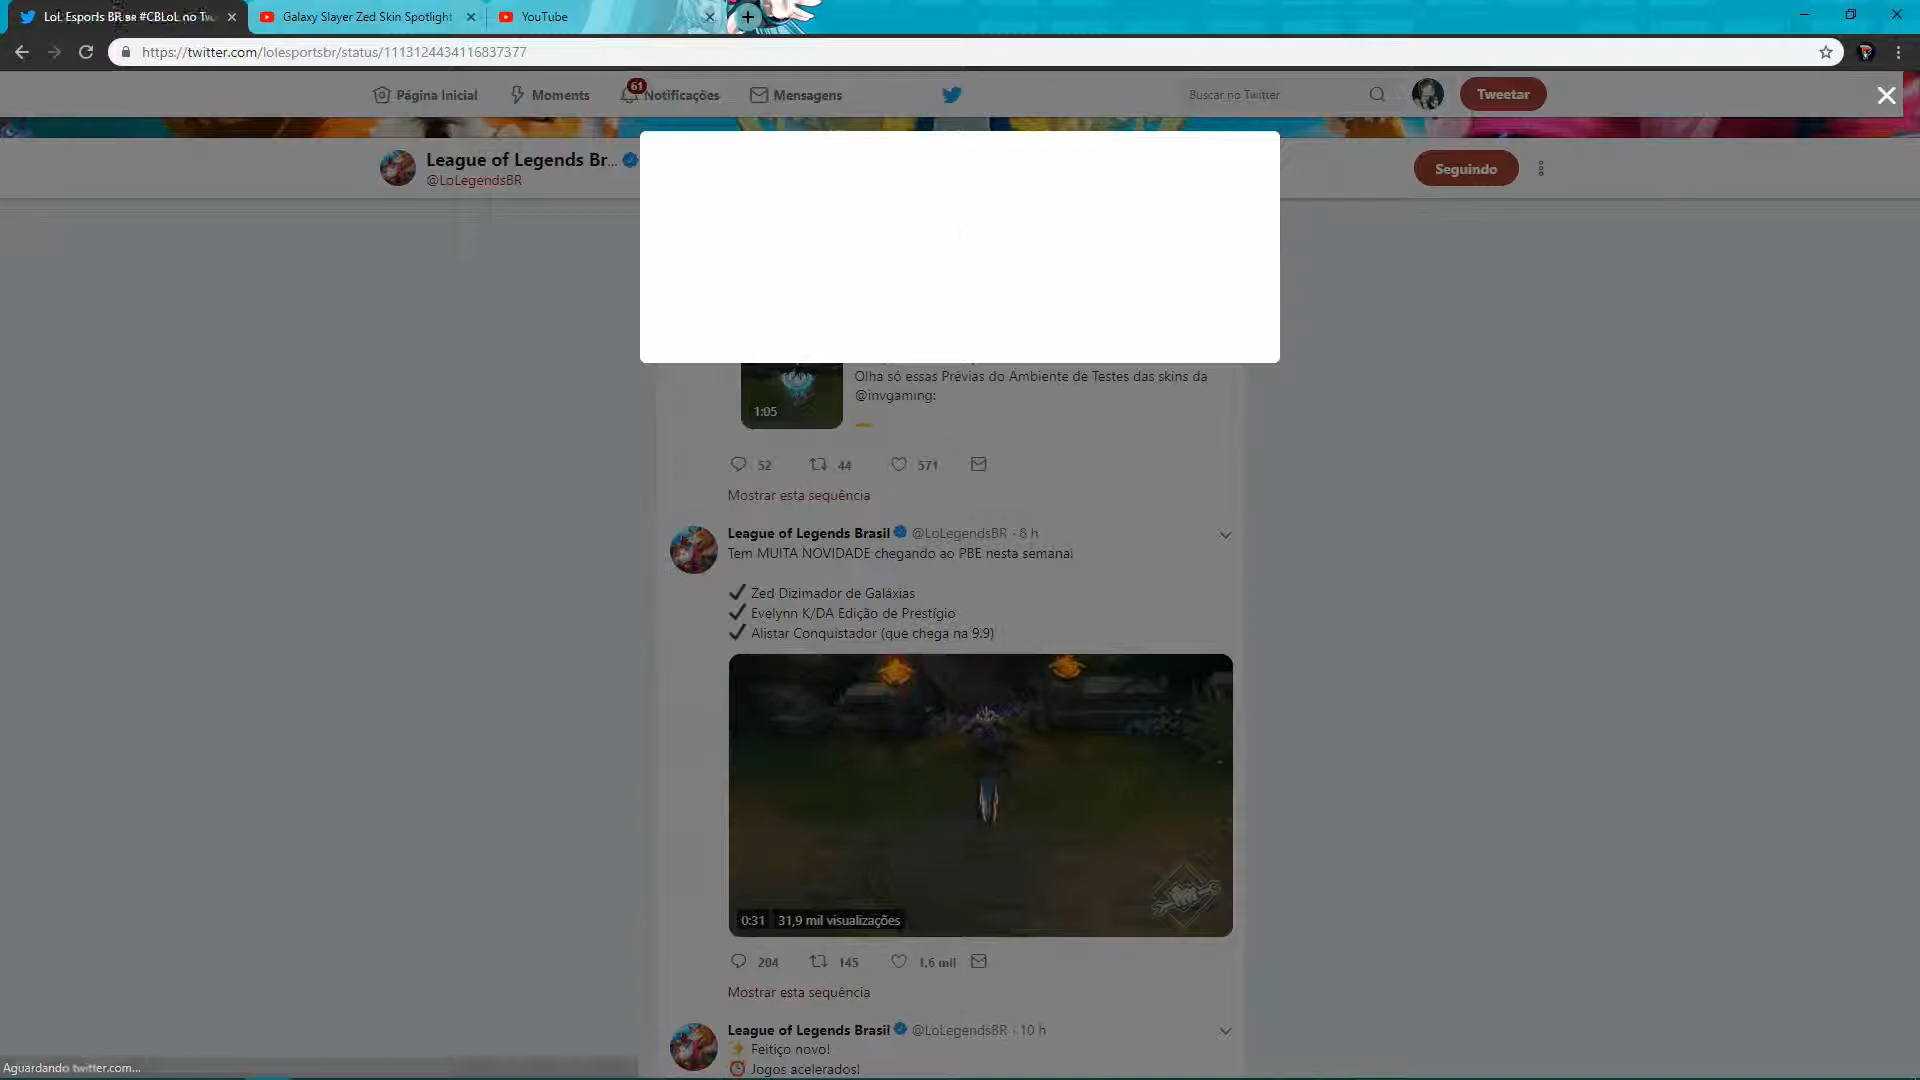 LoL Esports BR BR #CBLoL no Tw
Galaxy Slayer Zed Skin Spotlight
YouTube
https://twitter.com/lolesportsbr/status/1113124434116837377
Página Inicial
Moments
61
Notificações
Mensagens
Buscar no Twitter
Tweetar
League of Legends Br...
@LoLegendsBR
Seguindo
Olha só essas Prévias do Ambiente de Testes das skins da
@invgaming:
1:05
52
44
571
Mostrar esta sequência
League of Legends Brasil @LoLegendsBR · 8 h
Tem MUITA NOVIDADE chegando ao PBE nesta semana!
✔ Zed Dizimador de Galáxias
✔ Evelynn K/DA Edição de Prestígio
✔ Alistar Conquistador (que chega na 9.9)
0:31 31,9 mil visualizações
204
145
1,6 mil
Mostrar esta sequência
League of Legends Brasil @LoLegendsBR · 10 h
✨ Feitiço novo!
⏰ Jogos acelerados!
Aguardando twitter.com...